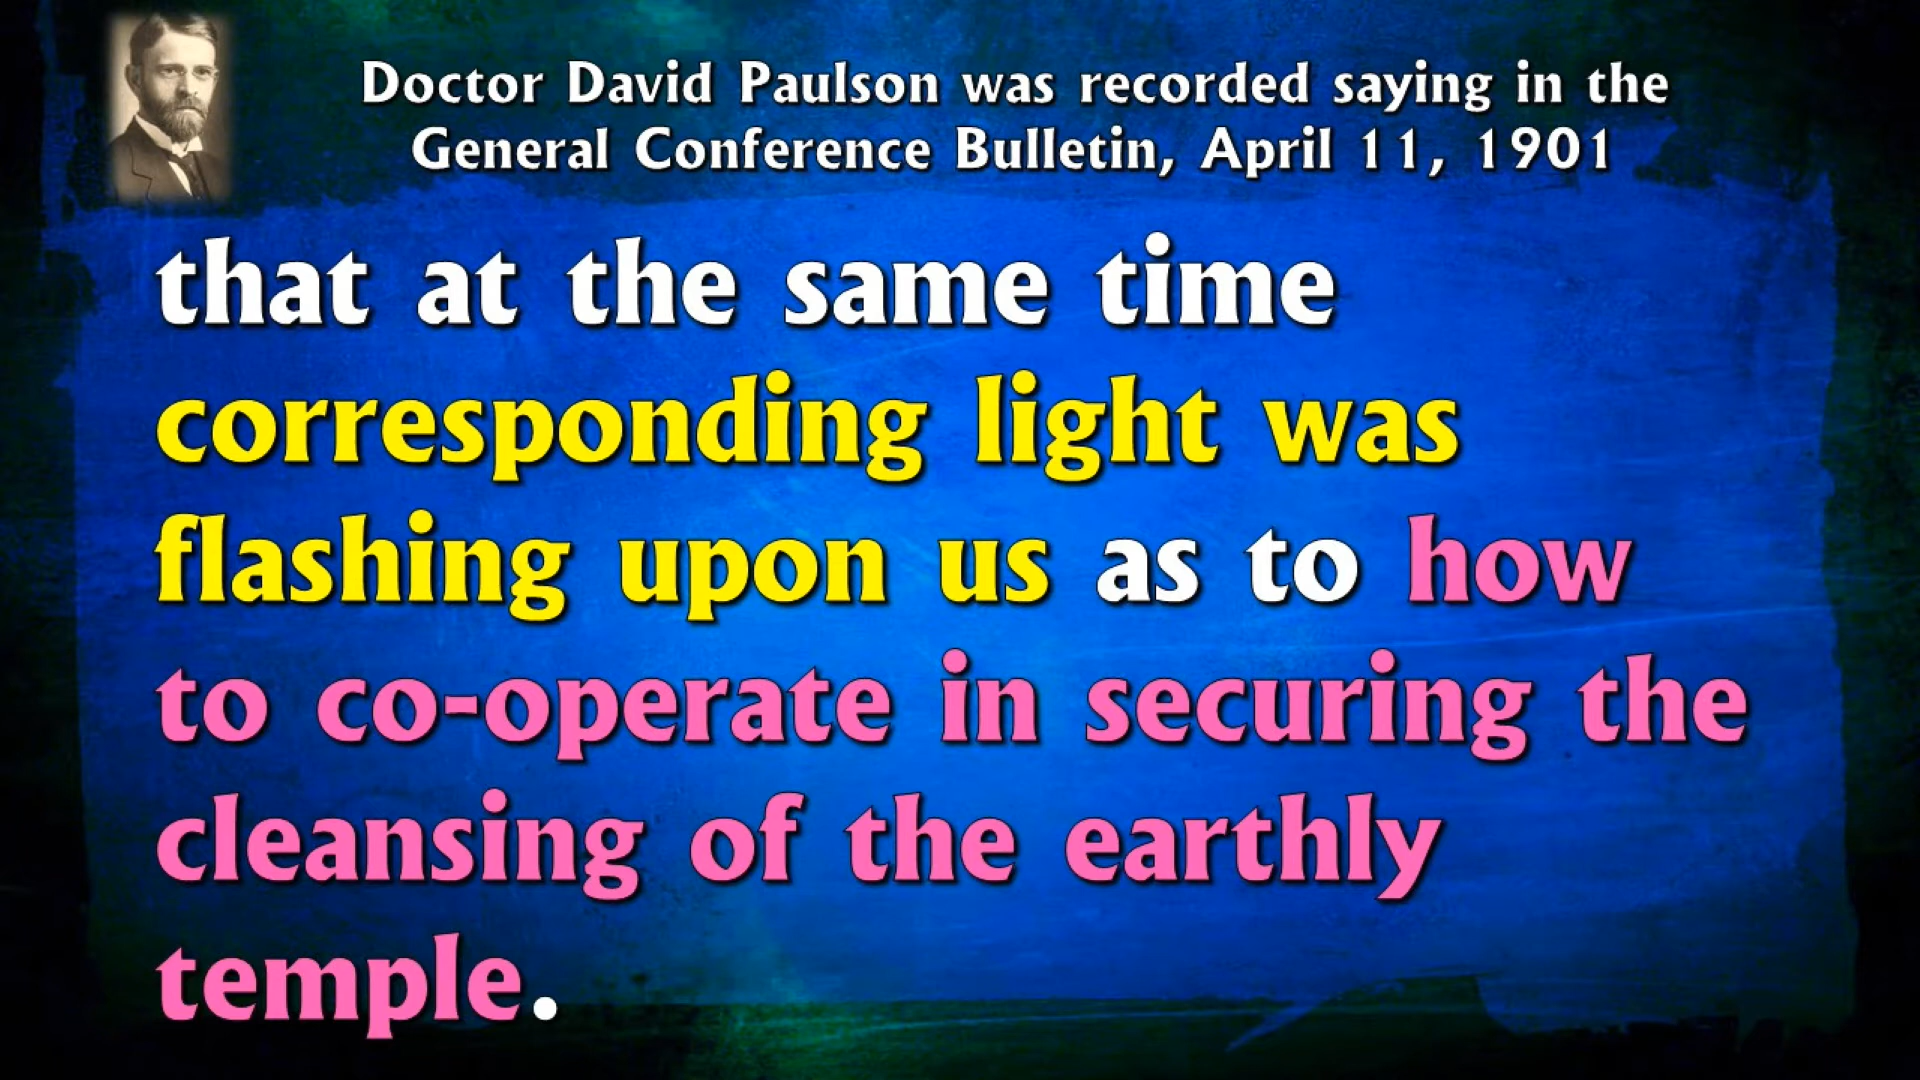 Doctor David Paulson was recorded saying in the
General Conference Bulletin, April 11, 1901
that at the same time
corresponding light was
flashing upon us as to how
to co-operate in securing the
cleansing of the earthly
temple.